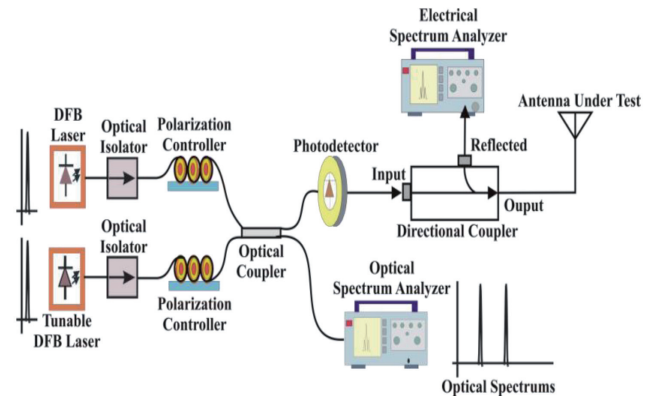 Electrical
Spectrum Analyzer
Antenna Under Test
DFB
Laser
Optical
Isolator
Polarization
Controller
Photodetector
Reflected
Input
Ouput
Directional Coupler
Optical
Isolator
Optical
Coupler
Optical
Spectrum Analyzer
Tunable
DFB Laser
Polarization
Controller
Optical Spectrums